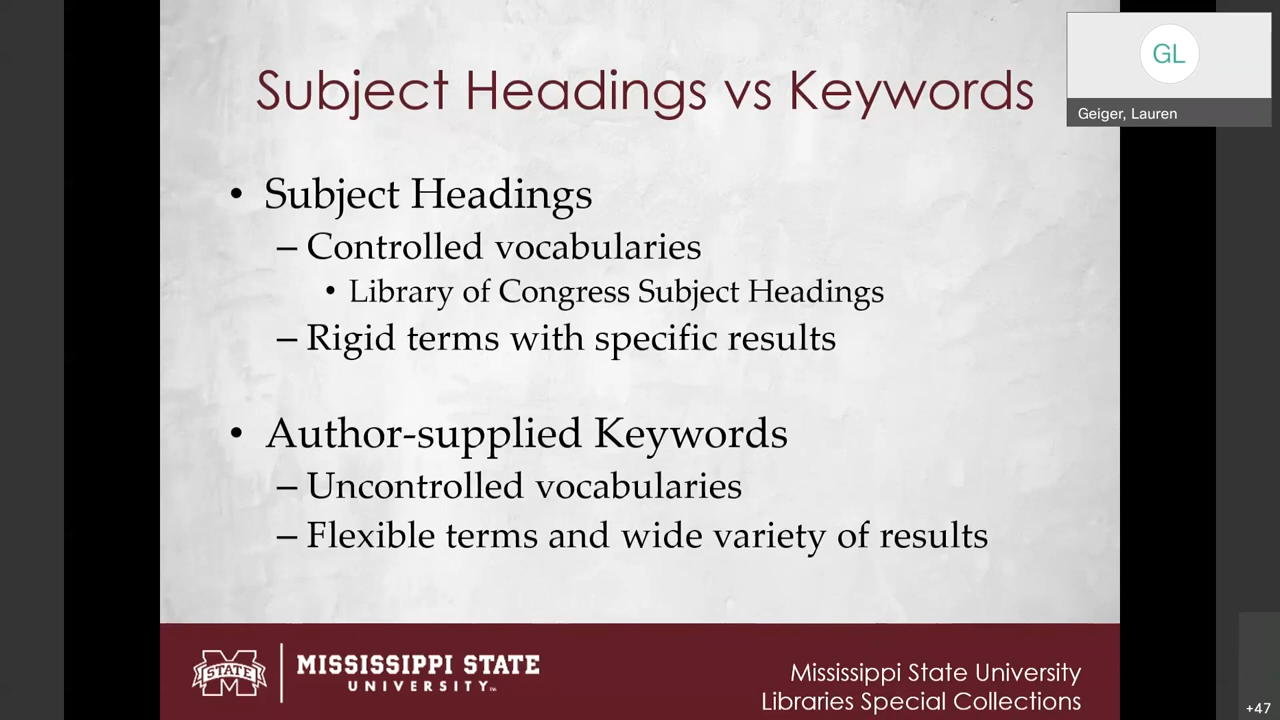 Subject Headings vs Keywords
GL
Geiger, Lauren
• Subject Headings
– Controlled vocabularies
• Library of Congress Subject Headings
– Rigid terms with specific results
• Author-supplied Keywords
– Uncontrolled vocabularies
– Flexible terms and wide variety of results
STATE
MISSISSIPPI STATE
UNIVERSITY™
Mississippi State University
Libraries Special Collections
+47